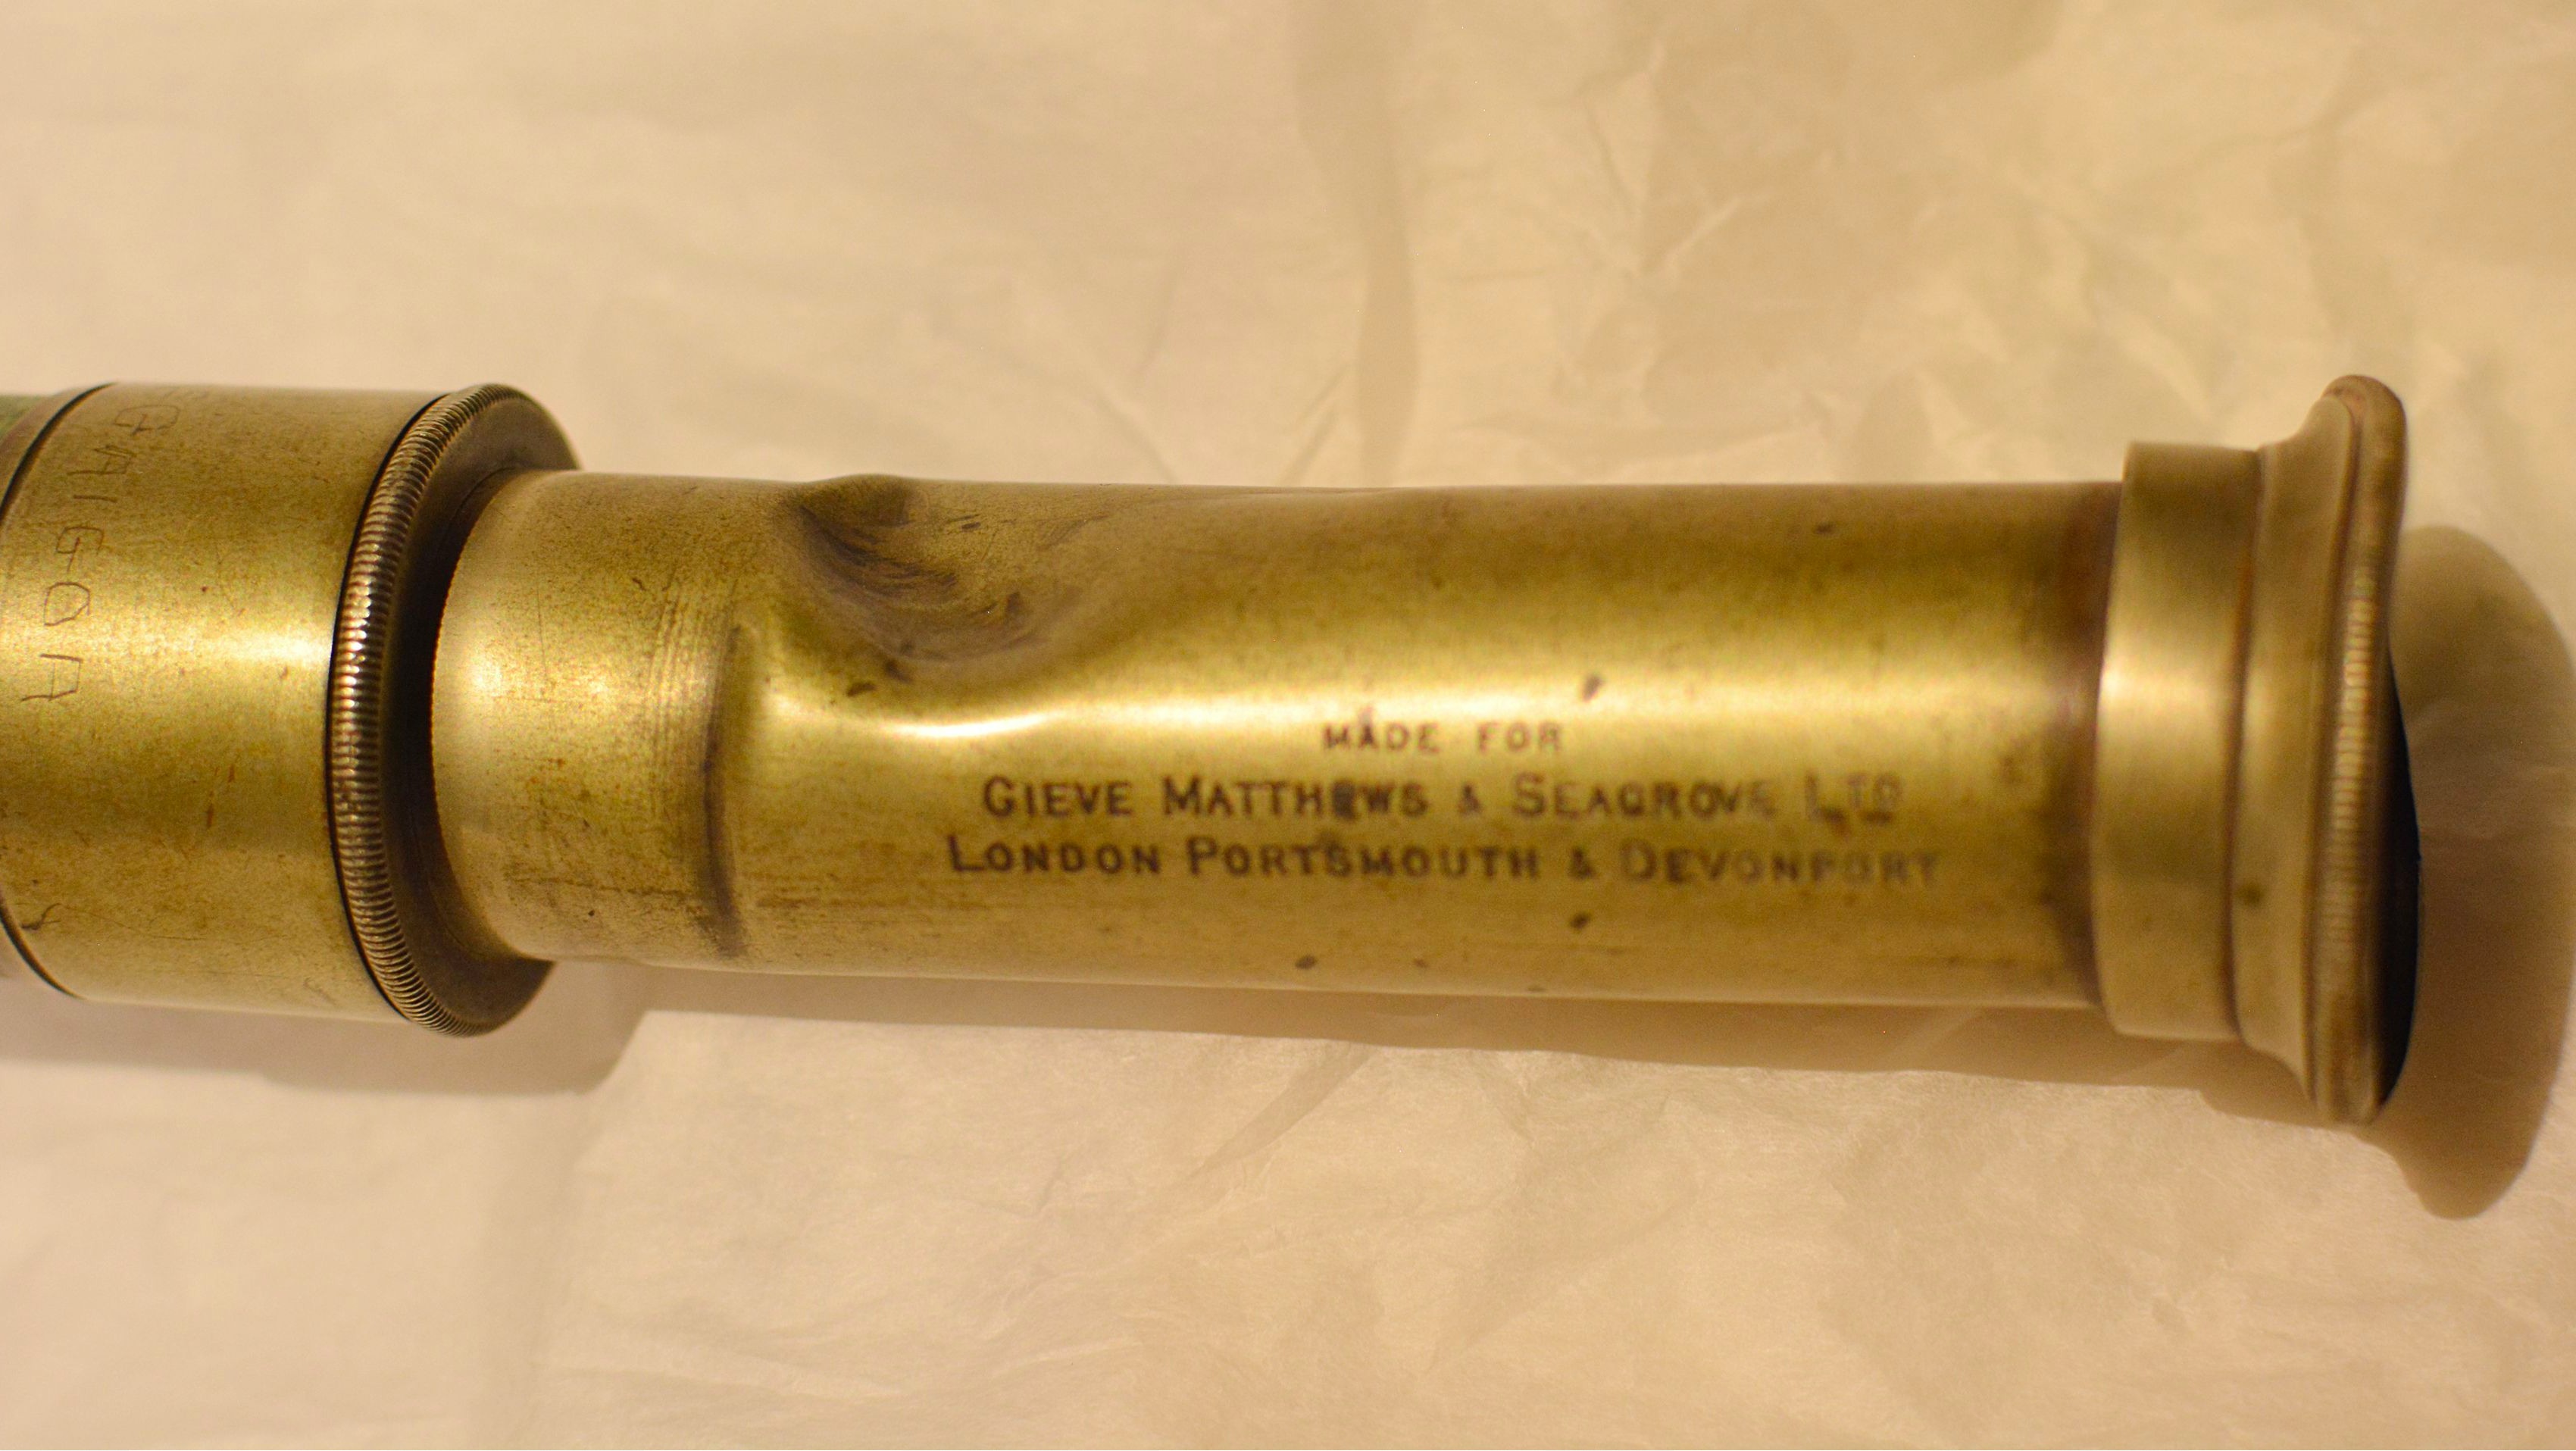 MADE FOR
GIEVE MATTHEWS & SEAGROVE LTD
LONDON PORTSMOUTH & DEVONPORT